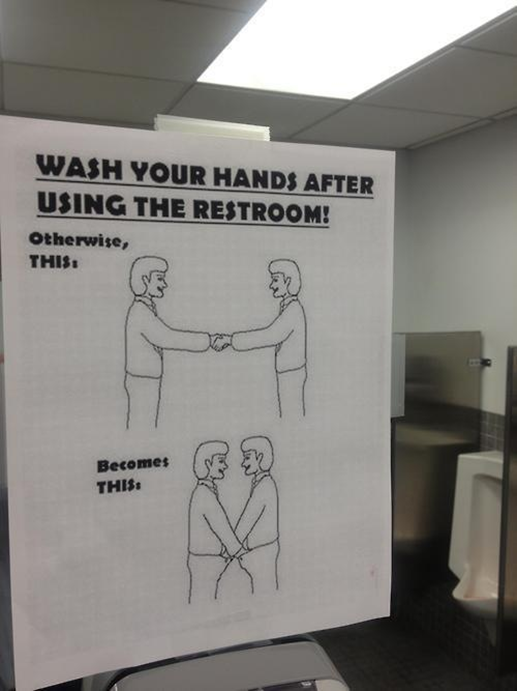 WASH YOUR HANDS AFTER
USING THE RESTROOM!
Otherwise,
THIS:
Becomes
THIS: